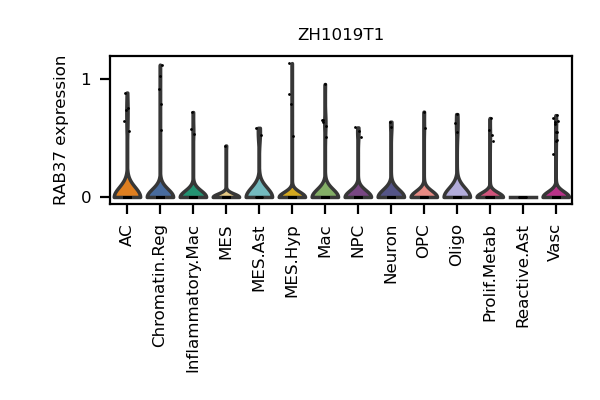 ZH1019T1
RAB37 expression
1
0
AC
Chromatin.Reg
Inflammatory.Mac
MES
MES.Ast
MES.Hyp
Mac
NPC
Neuron
OPC
Oligo
Prolif.Metab
Reactive.Ast
Vasc